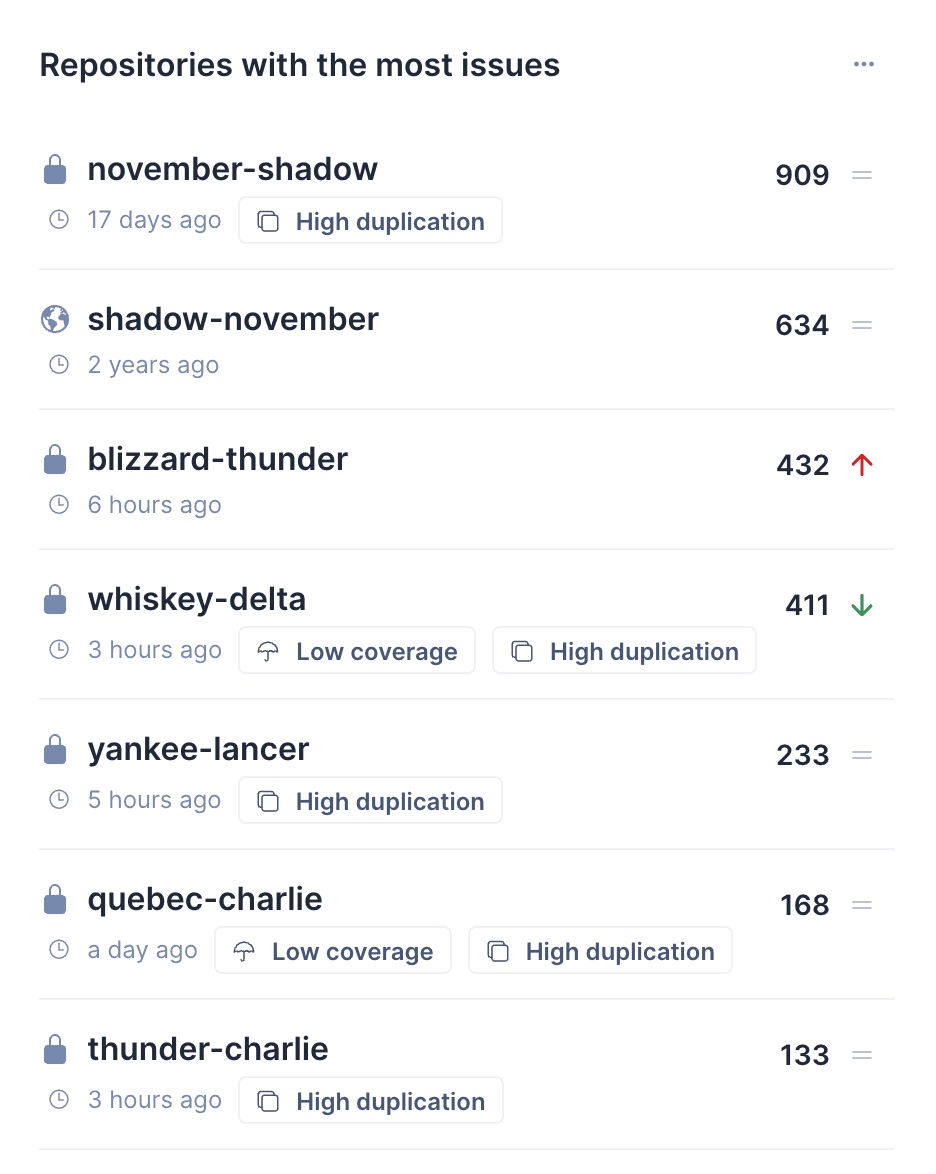 Repositories with the most issues
november-shadow 909
17 days ago High duplication
shadow-november 634
2 years ago
blizzard-thunder 432
6 hours ago
whiskey-delta 411
3 hours ago Low coverage High duplication
yankee-lancer 233
5 hours ago High duplication
quebec-charlie 168
a day ago Low coverage High duplication
thunder-charlie 133
3 hours ago High duplication